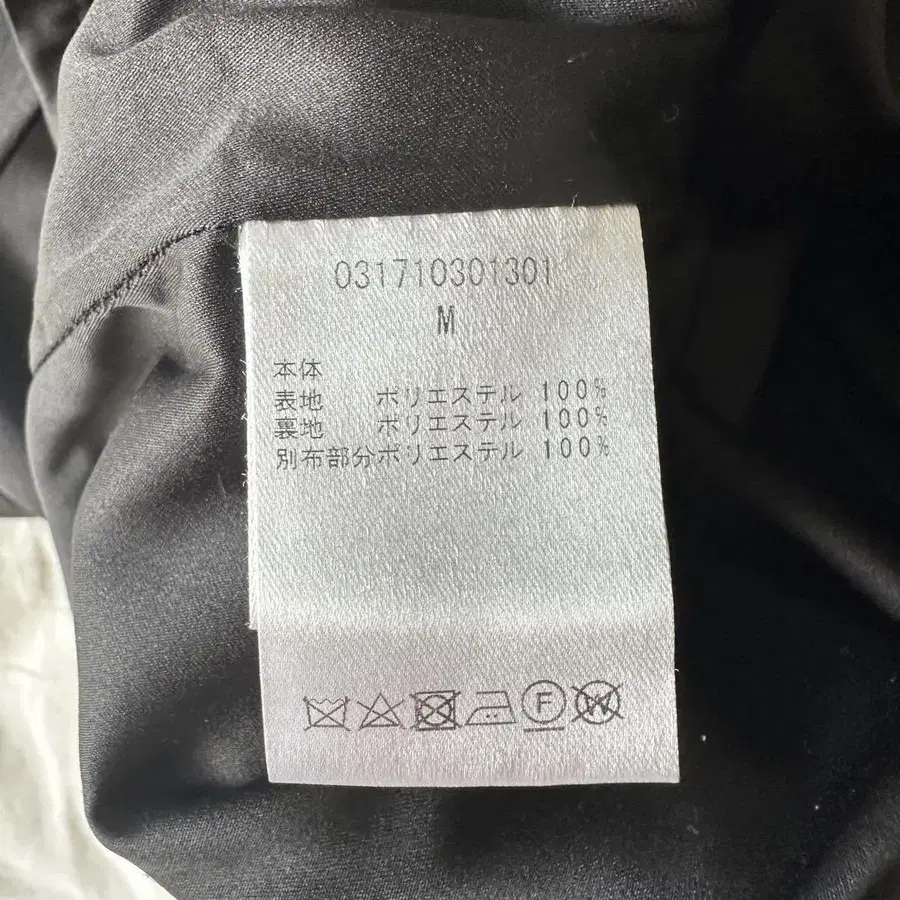 031710301301
M
本体
表地 ポリエステル 100%
裏地 ポリエステル 100%
別布部分ポリエステル 100%
F W